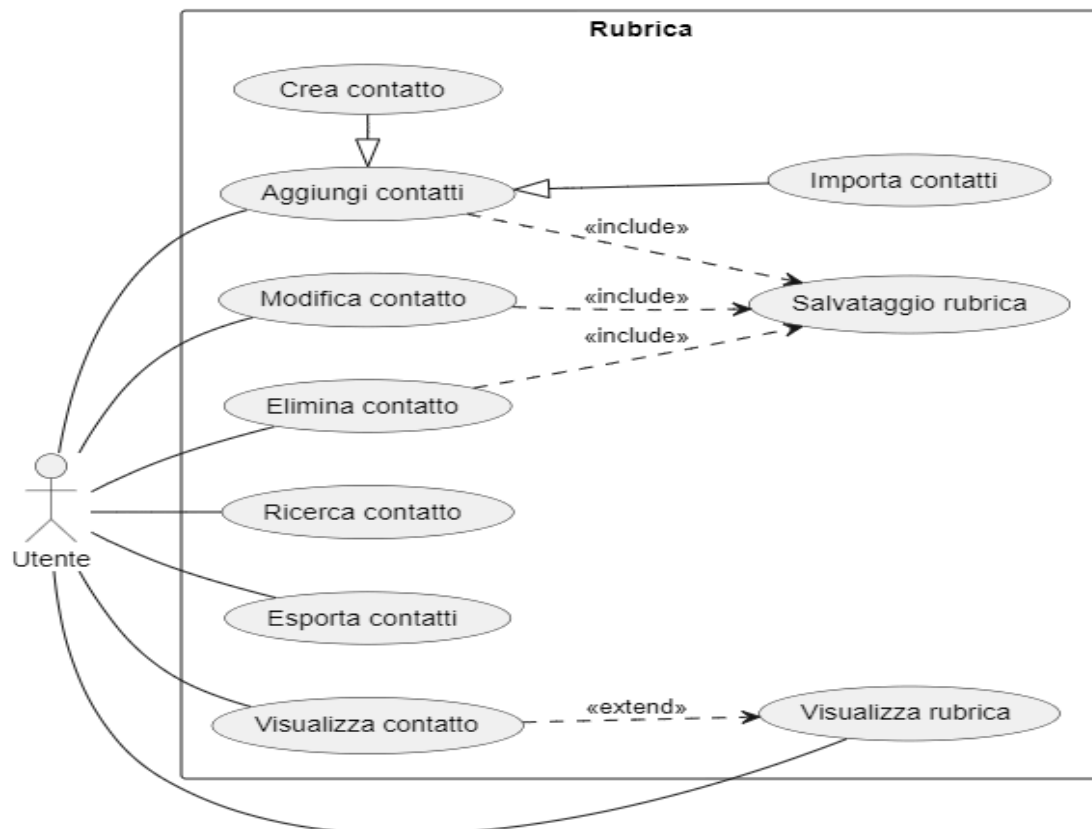 Rubrica
Crea contatto
Aggiungi contatti
Importa contatti
«include»
Modifica contatto
«include»
Salvataggio rubrica
«include»
Elimina contatto
Ricerca contatto
Utente
Esporta contatti
Visualizza contatto
«extend»
Visualizza rubrica